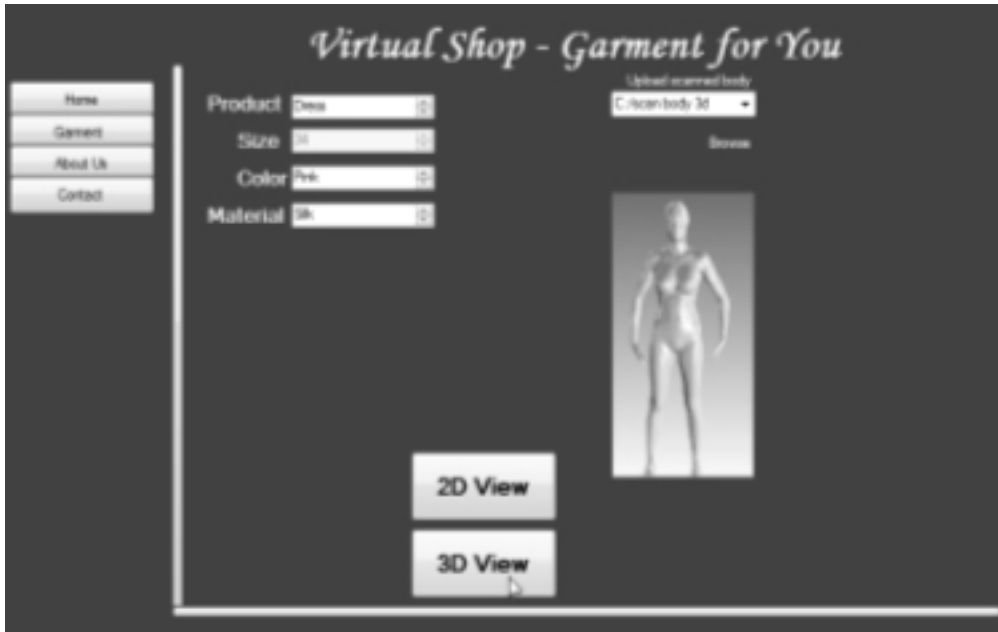 Virtual Shop - Garment for You
Home
Garment
About Us
Contact
Product Dress
Size
Color Pink
Material Silk
Upload scanned body
C:/scan body 3d
Browse
2D View
3D View